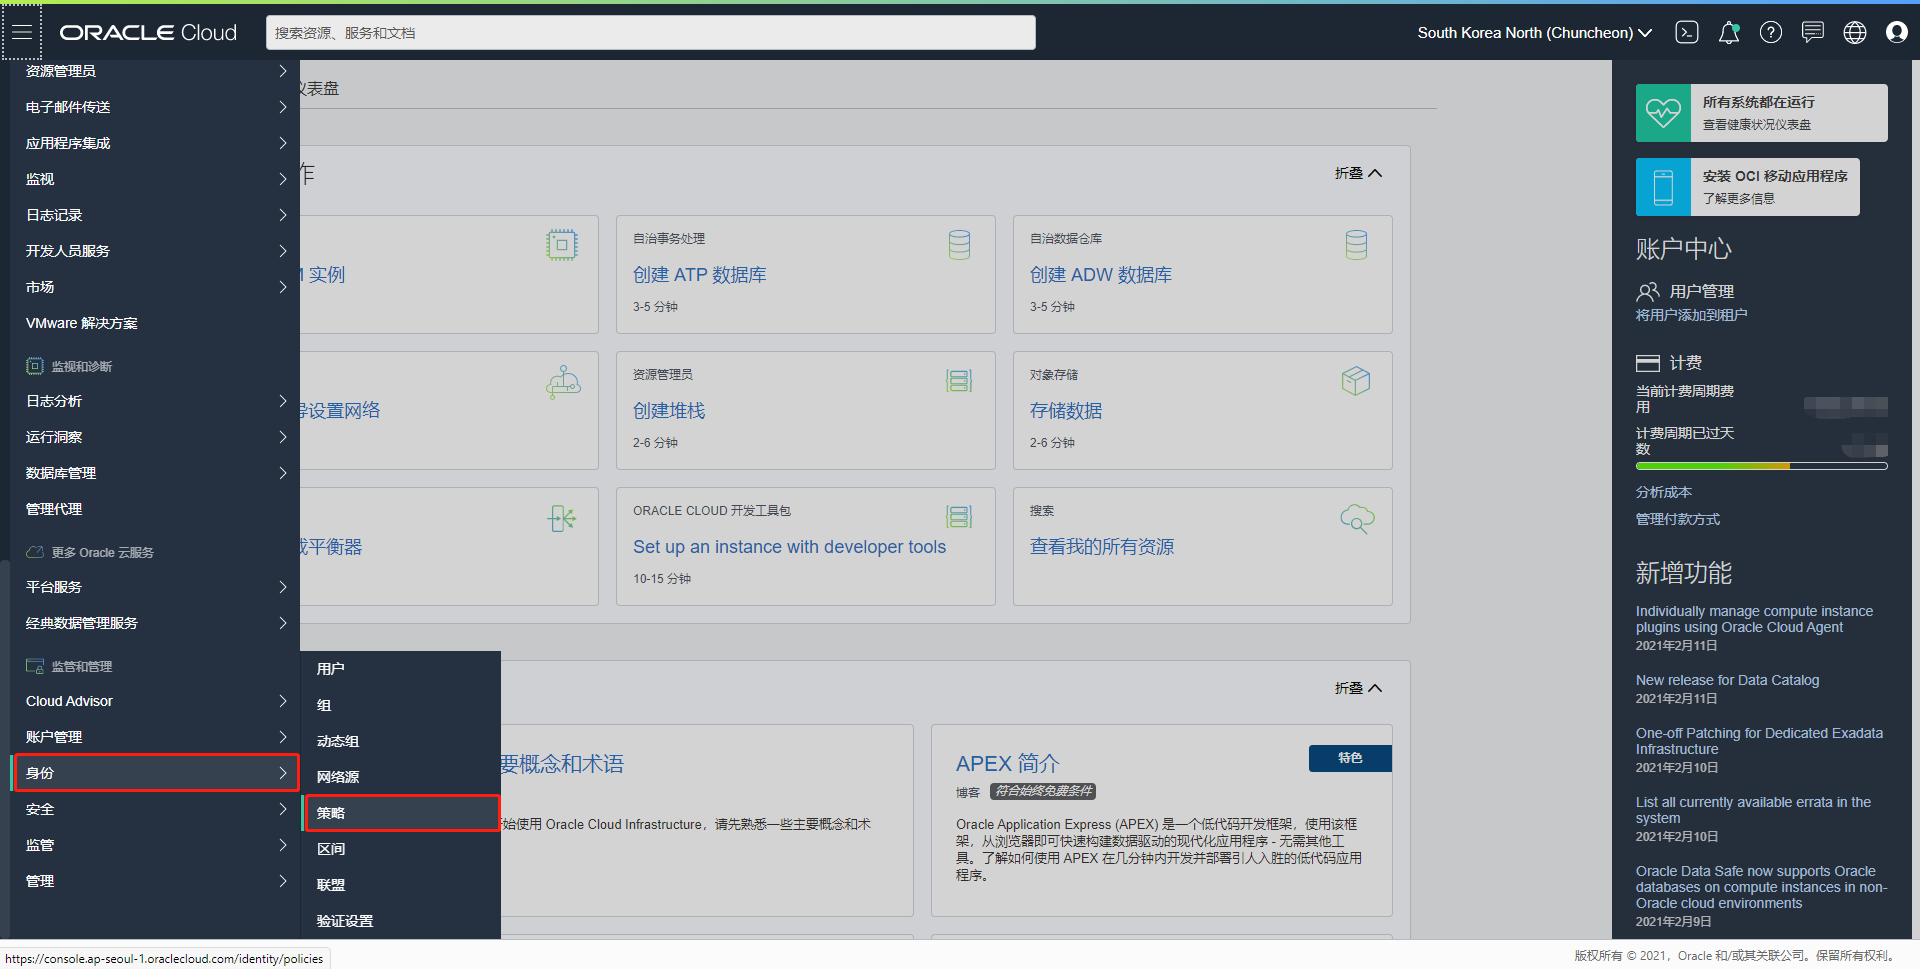 ORACLE Cloud
搜索资源、服务和文档
South Korea North (Chuncheon)
资源管理员
电子邮件传送
应用程序集成
监视
日志记录
开发人员服务
市场
VMware 解决方案
监视和诊断
日志分析
运行洞察
数据库管理
管理代理
更多 Oracle 云服务
平台服务
经典数据管理服务
监管和管理
Cloud Advisor
账户管理
身份
安全
监管
管理
用户
组
动态组
网络源
策略
区间
联盟
验证设置
仪表盘
作
折叠
实例
自治事务处理
创建 ATP 数据库
3-5 分钟
自治数据仓库
创建 ADW 数据库
3-5 分钟
导设置网络
资源管理员
创建堆栈
2-6 分钟
对象存储
存储数据
2-6 分钟
载平衡器
ORACLE CLOUD 开发工具包
Set up an instance with developer tools
10-15 分钟
搜索
查看我的所有资源
折叠
要概念和术语
始使用 Oracle Cloud Infrastructure，请先熟悉一些主要概念和术
APEX 简介
特色
博客
符合始终免费条件
Oracle Application Express (APEX) 是一个低代码开发框架，使用该框
架，从浏览器即可快速构建数据驱动的现代化应用程序 - 无需其他工
具。了解如何使用 APEX 在几分钟内开发并部署引人入胜的低代码应用
程序。
所有系统都在运行
查看健康状况仪表盘
安装 OCI 移动应用程序
了解更多信息
账户中心
用户管理
将用户添加到租户
计费
当前计费周期费
用
计费周期已过天
数
分析成本
管理付款方式
新增功能
Individually manage compute instance
plugins using Oracle Cloud Agent
2021年2月11日
New release for Data Catalog
2021年2月11日
One-off Patching for Dedicated Exadata
Infrastructure
2021年2月10日
List all currently available errata in the
system
2021年2月10日
Oracle Data Safe now supports Oracle
databases on compute instances in non-
Oracle cloud environments
2021年2月9日
https://console.ap-seoul-1.oraclecloud.com/identity/policies
版权所有 © 2021，Oracle 和/或其关联公司。保留所有权利。